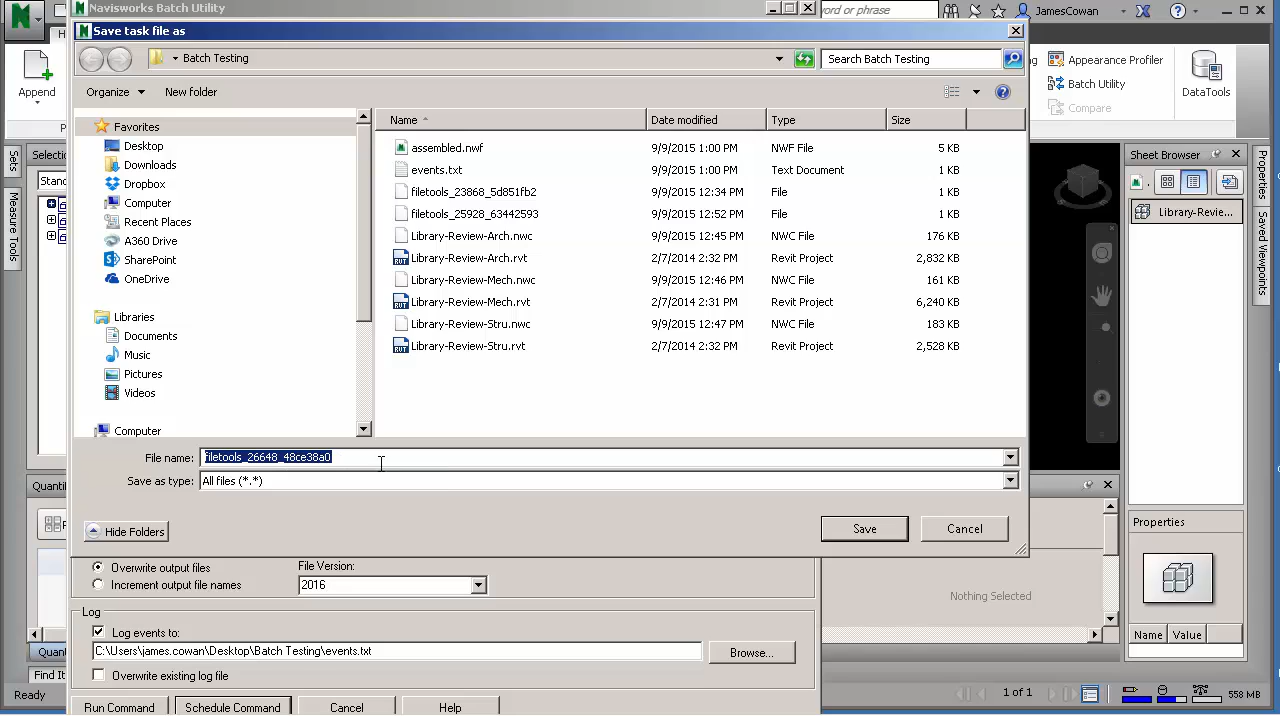 Navisworks Batch Utility
word or phrase
JamesCowan
Save task file as
Batch Testing
Search Batch Testing
Append
Organize
New folder
Appearance Profiler
Batch Utility
Compare
DataTools
Favorites
Desktop
Downloads
Dropbox
Computer
Recent Places
A360 Drive
SharePoint
OneDrive
Libraries
Documents
Music
Pictures
Videos
Computer
Name Date modified Type Size
assembled.nwf 9/9/2015 1:00 PM NWF File 5 KB
events.txt 9/9/2015 1:00 PM Text Document 1 KB
filetools_23868_5d851fb2 9/9/2015 12:34 PM File 1 KB
filetools_25928_63442593 9/9/2015 12:52 PM File 1 KB
Library-Review-Arch.nwc 9/9/2015 12:45 PM NWC File 176 KB
Library-Review-Arch.rvt 2/7/2014 2:32 PM Revit Project 2,832 KB
Library-Review-Mech.nwc 9/9/2015 12:46 PM NWC File 161 KB
Library-Review-Mech.rvt 2/7/2014 2:31 PM Revit Project 6,240 KB
Library-Review-Stru.nwc 9/9/2015 12:47 PM NWC File 183 KB
Library-Review-Stru.rvt 2/7/2014 2:32 PM Revit Project 2,528 KB
File name: filetools_26648_48ce38a0
Save as type: All files (*.*)
Hide Folders
Save
Cancel
Sets
Measure Tools
Selection
Stand
Quantif
Quant
Find It
Ready
Sheet Browser
Library-Revie...
Properties
Saved Viewpoints
Properties
Name Value
Nothing Selected
Overwrite output files
Increment output file names
File Version:
2016
Log
Log events to:
C:\Users\james.cowan\Desktop\Batch Testing\events.txt
Browse...
Overwrite existing log file
Run Command
Schedule Command
Cancel
Help
1 of 1
558 MB